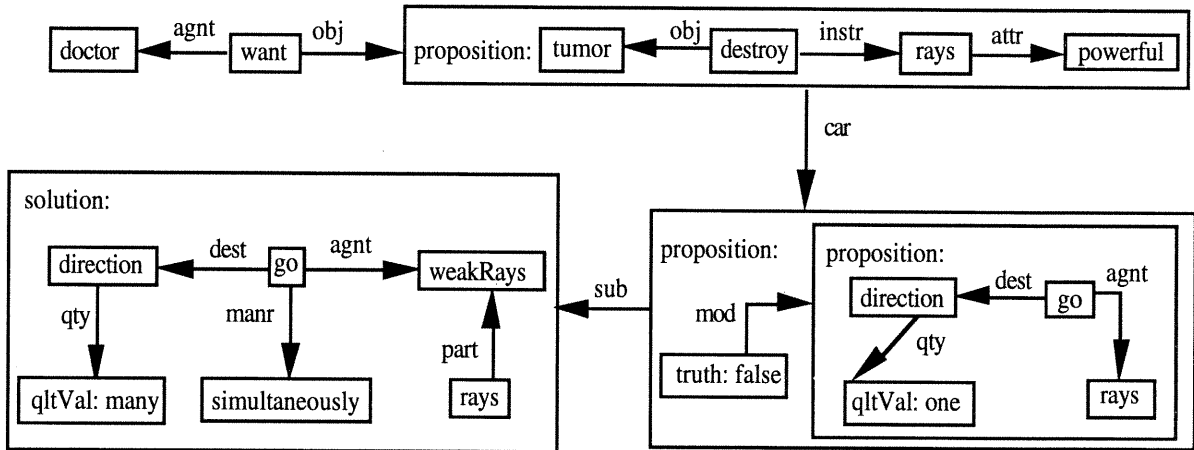 doctor agnt want obj proposition: tumor obj destroy instr rays attr powerful
car
solution:
direction dest go agnt weakRays
qty manr part
qltVal: many simultaneously rays
sub
proposition: proposition:
direction dest go agnt
mod qty
truth: false qltVal: one rays